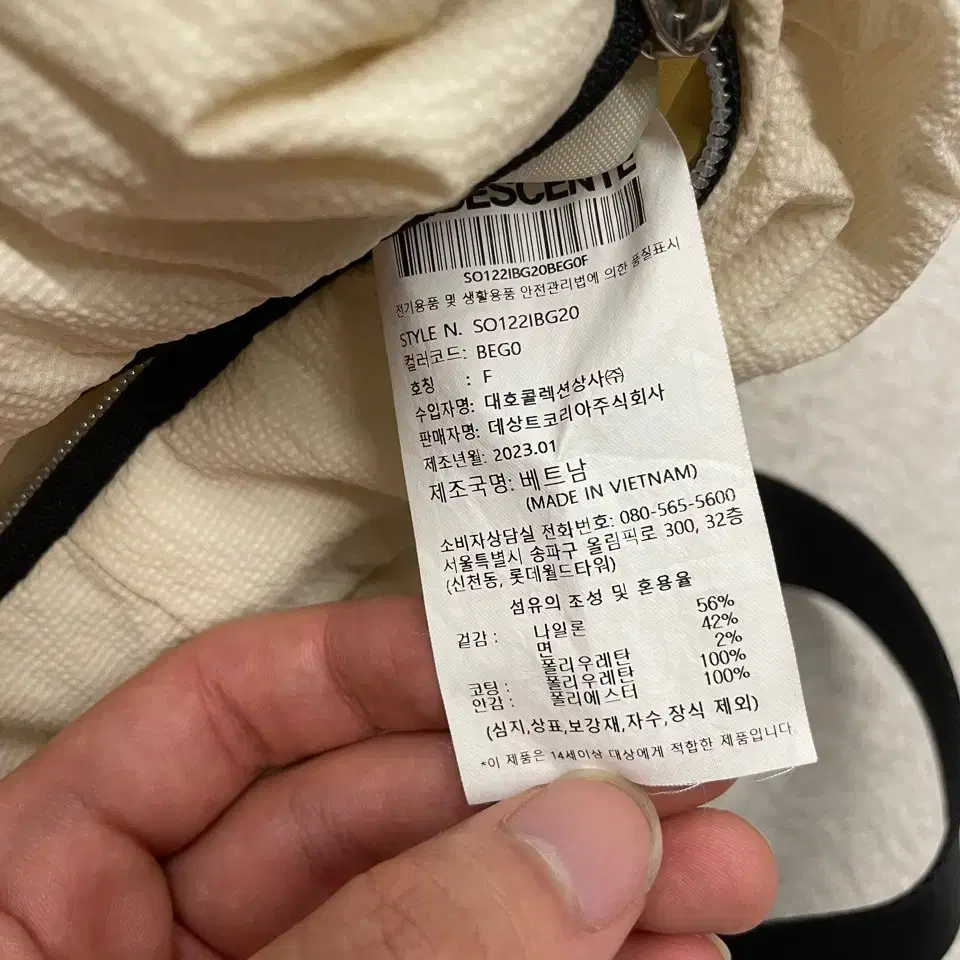 DESCENTE
SO122IBG20BEG0F
전기용품 및 생활용품 안전관리법에 의한 품질표시
STYLE N. SO122IBG20
컬러코드: BEG0
호칭 : F
수입자명: 대호콜렉션상사㈜
판매자명: 데상트코리아주식회사
제조년월: 2023.01
제조국명: 베트남
(MADE IN VIETNAM)
소비자상담실 전화번호: 080-565-5600
서울특별시 송파구 올림픽로 300, 32층
(신천동, 롯데월드타워)
섬유의 조성 및 혼용율
겉감 : 나일론 56%
면 42%
폴리우레탄 2%
코팅 : 폴리우레탄 100%
안감 : 폴리에스터 100%
(심지,상표,보강재,자수,장식 제외)
*이 제품은 14세이상 대상에게 적합한 제품입니다.